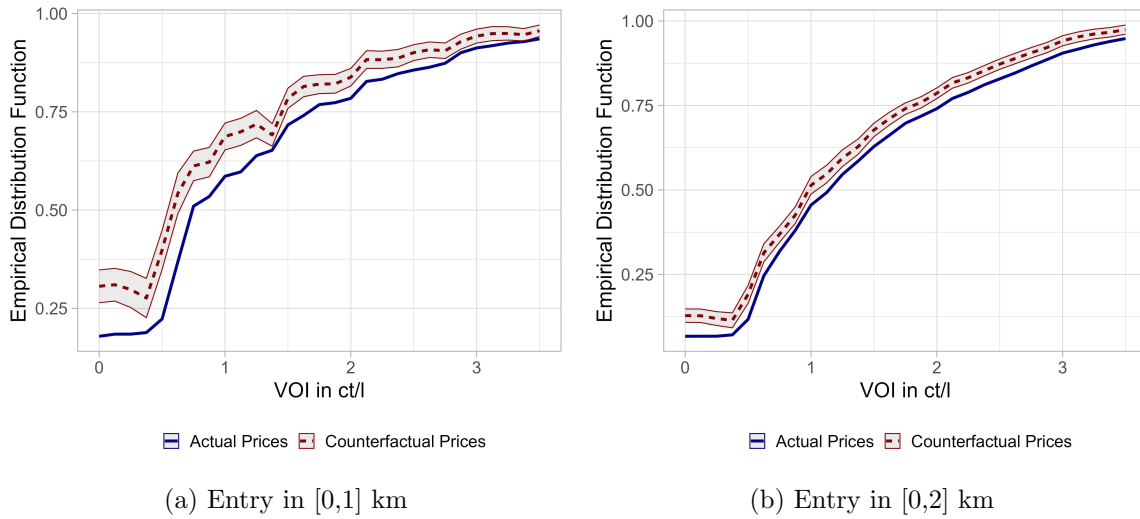 Empirical Distribution Function
1.00
0.75
0.50
0.25
0 1 2 3
VOI in ct/l
Actual Prices Counterfactual Prices
(a) Entry in [0,1] km
Empirical Distribution Function
1.00
0.75
0.50
0.25
0 1 2 3
VOI in ct/l
Actual Prices Counterfactual Prices
(b) Entry in [0,2] km